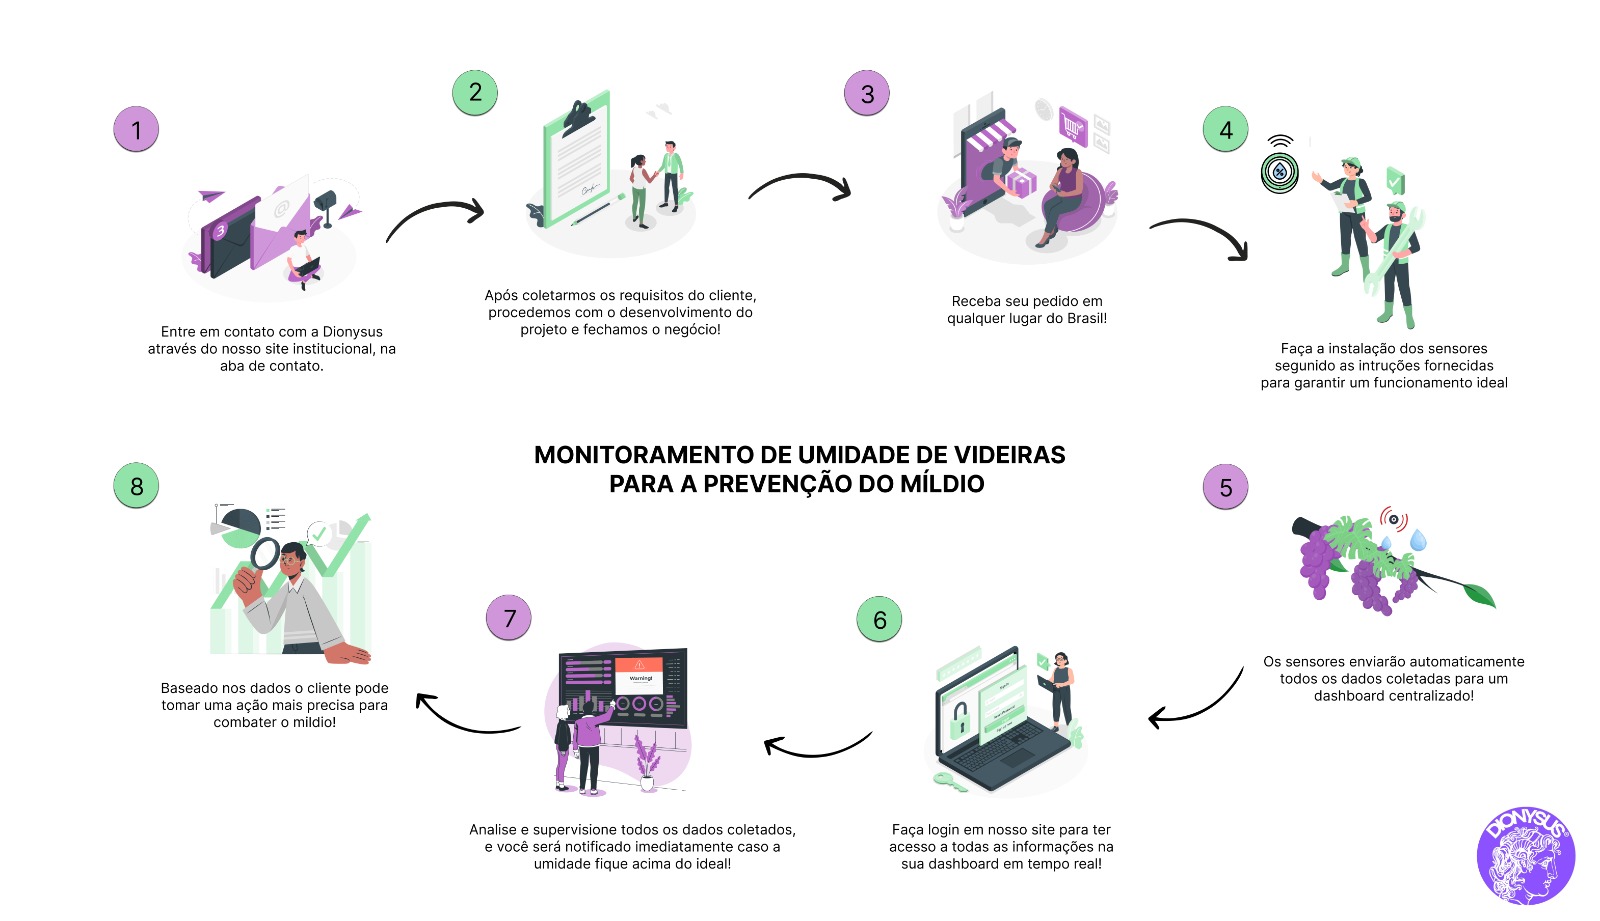 1
Entre em contato com a Dionysus
através do nosso site institucional, na
aba de contato.
2
Após coletarmos os requisitos do cliente,
procedemos com o desenvolvimento do
projeto e fechamos o negócio!
3
Receba seu pedido em
qualquer lugar do Brasil!
4
Faça a instalação dos sensores
segunido as intruções fornecidas
para garantir um funcionamento ideal
MONITORAMENTO DE UMIDADE DE VIDEIRAS
PARA A PREVENÇÃO DO MÍLDIO
5
Os sensores enviarão automaticamente
todos os dados coletadas para um
dashboard centralizado!
6
Faça login em nosso site para ter
acesso a todas as informações na
sua dashboard em tempo real!
7
Warning!
Analise e supervisione todos os dados coletados,
e você será notificado imediatamente caso a
umidade fique acima do ideal!
8
Baseado nos dados o cliente pode
tomar uma ação mais precisa para
combater o mildio!
3
@
%
DIONYSUS